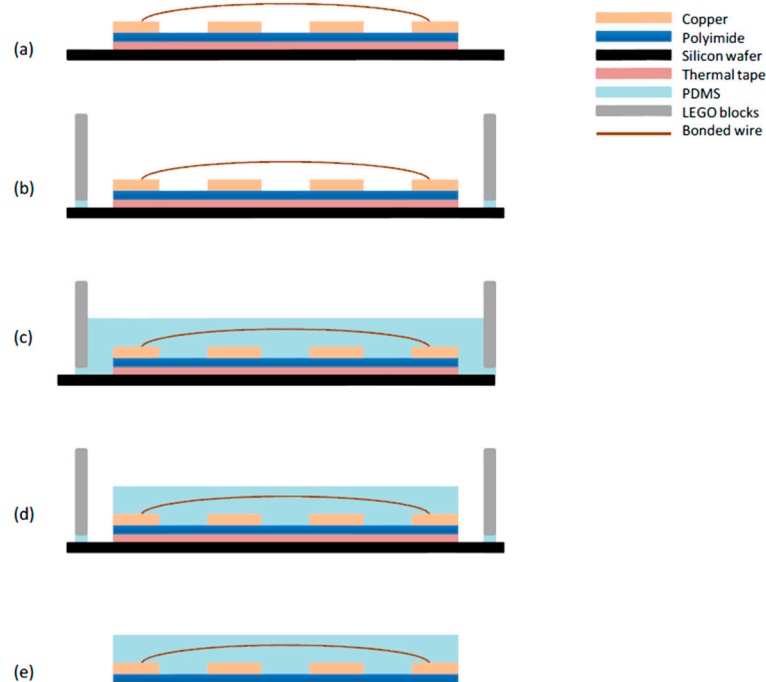 (a)
Copper
Polyimide
Silicon wafer
Thermal tape
PDMS
LEGO blocks
Bonded wire
(b)
(c)
(d)
(e)